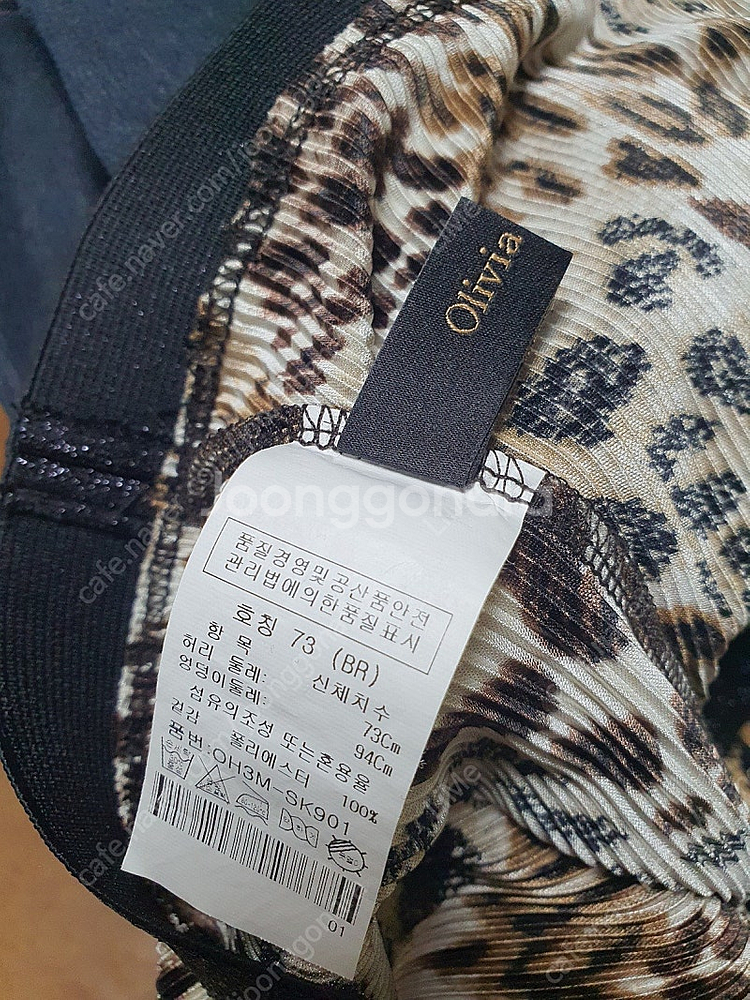 Olivia
품질경영및공산품안전
관리법에의한품질표시
호칭 73 (BR)
항 목 신체치수
허리 둘레: 73Cm
엉덩이둘레: 94Cm
섬유의조성 또는혼용율
겉감 폴리에스터 100%
품번:OH3M-SK901
01
Joonggonara
cafe.naver.com/joonggonara